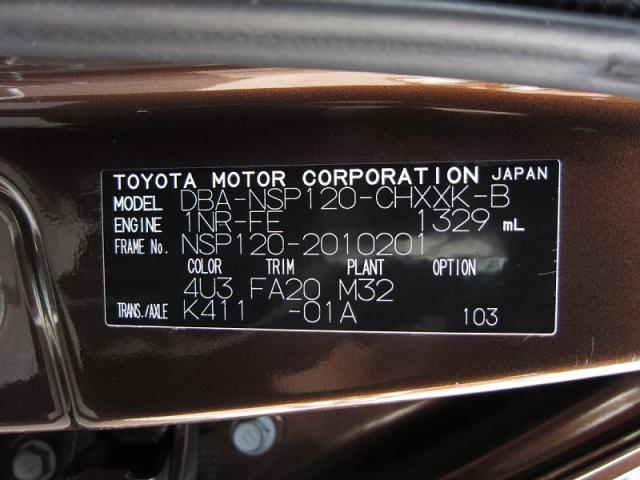 TOYOTA MOTOR CORPORATION JAPAN
MODEL DBA-NSP120-CHXXK-B
ENGINE 1NR-FE 1329 mL
FRAME No. NSP120-2010201
COLOR TRIM PLANT OPTION
4U3 FA20 M32
TRANS./AXLE K411 -01A 103